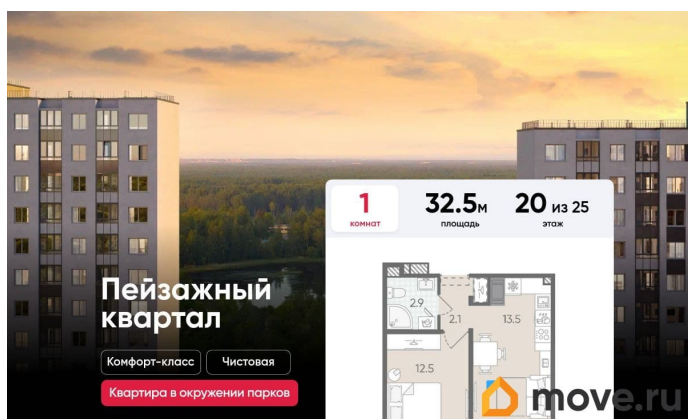 1
комнат
32.5м
площадь
20 из 25
этаж
Пейзажный
квартал
Комфорт-класс
Чистовая
Квартира в окружении парков
2.9
2.1
13.5
12.5
move.ru